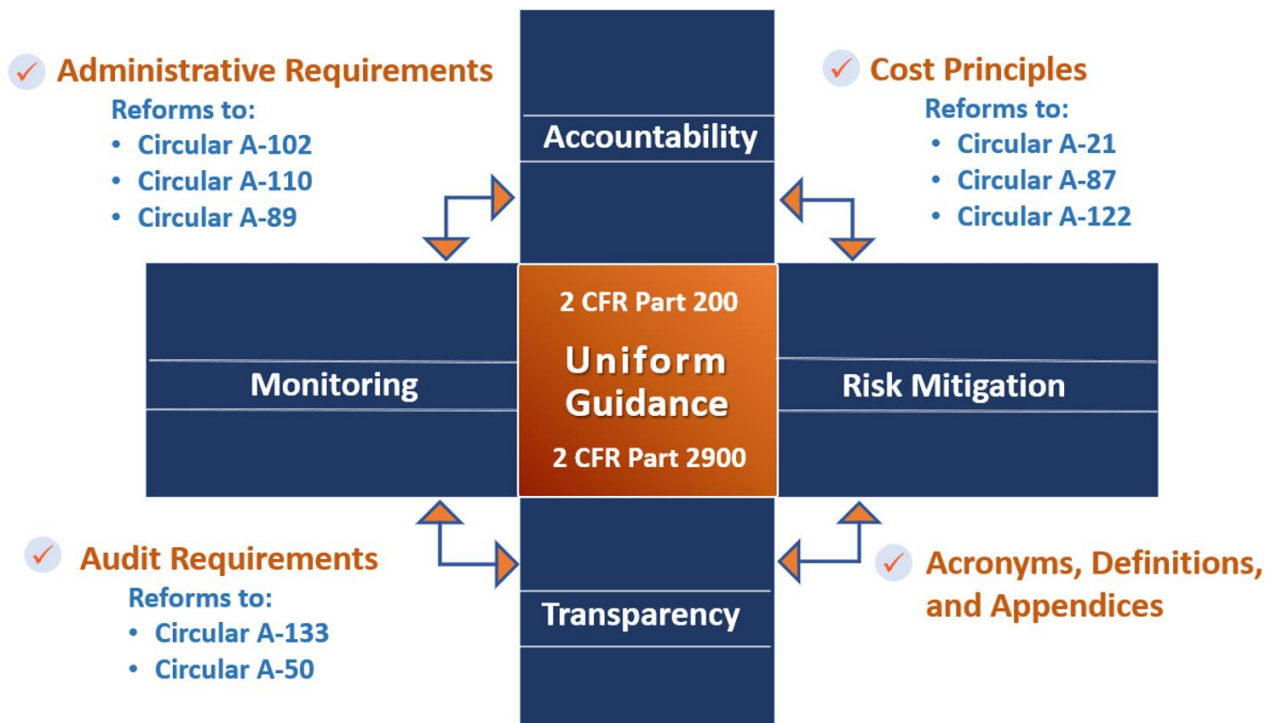 Administrative Requirements
Reforms to:
• Circular A-102
• Circular A-110
• Circular A-89
Accountability
Cost Principles
Reforms to:
• Circular A-21
• Circular A-87
• Circular A-122
Monitoring
2 CFR Part 200
Uniform
Guidance
2 CFR Part 2900
Risk Mitigation
Audit Requirements
Reforms to:
• Circular A-133
• Circular A-50
Transparency
Acronyms, Definitions,
and Appendices